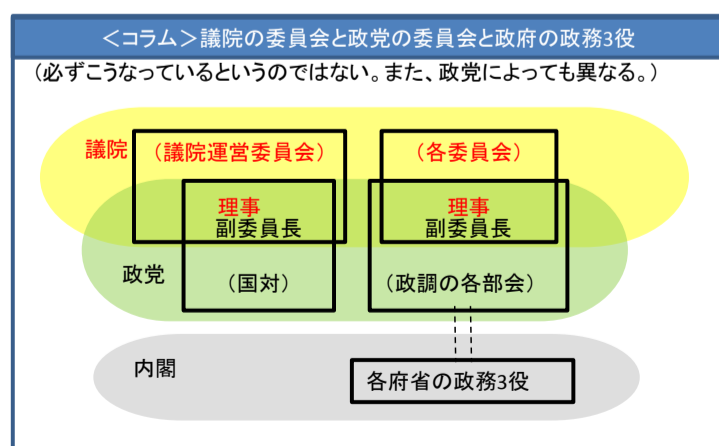 ＜コラム＞議院の委員会と政党の委員会と政府の政務3役
（必ずこうなっているというのではない。また、政党によっても異なる。）
議院
（議院運営委員会）
（各委員会）
理事
副委員長
理事
副委員長
政党
（国対）
（政調の各部会）
内閣
各府省の政務3役